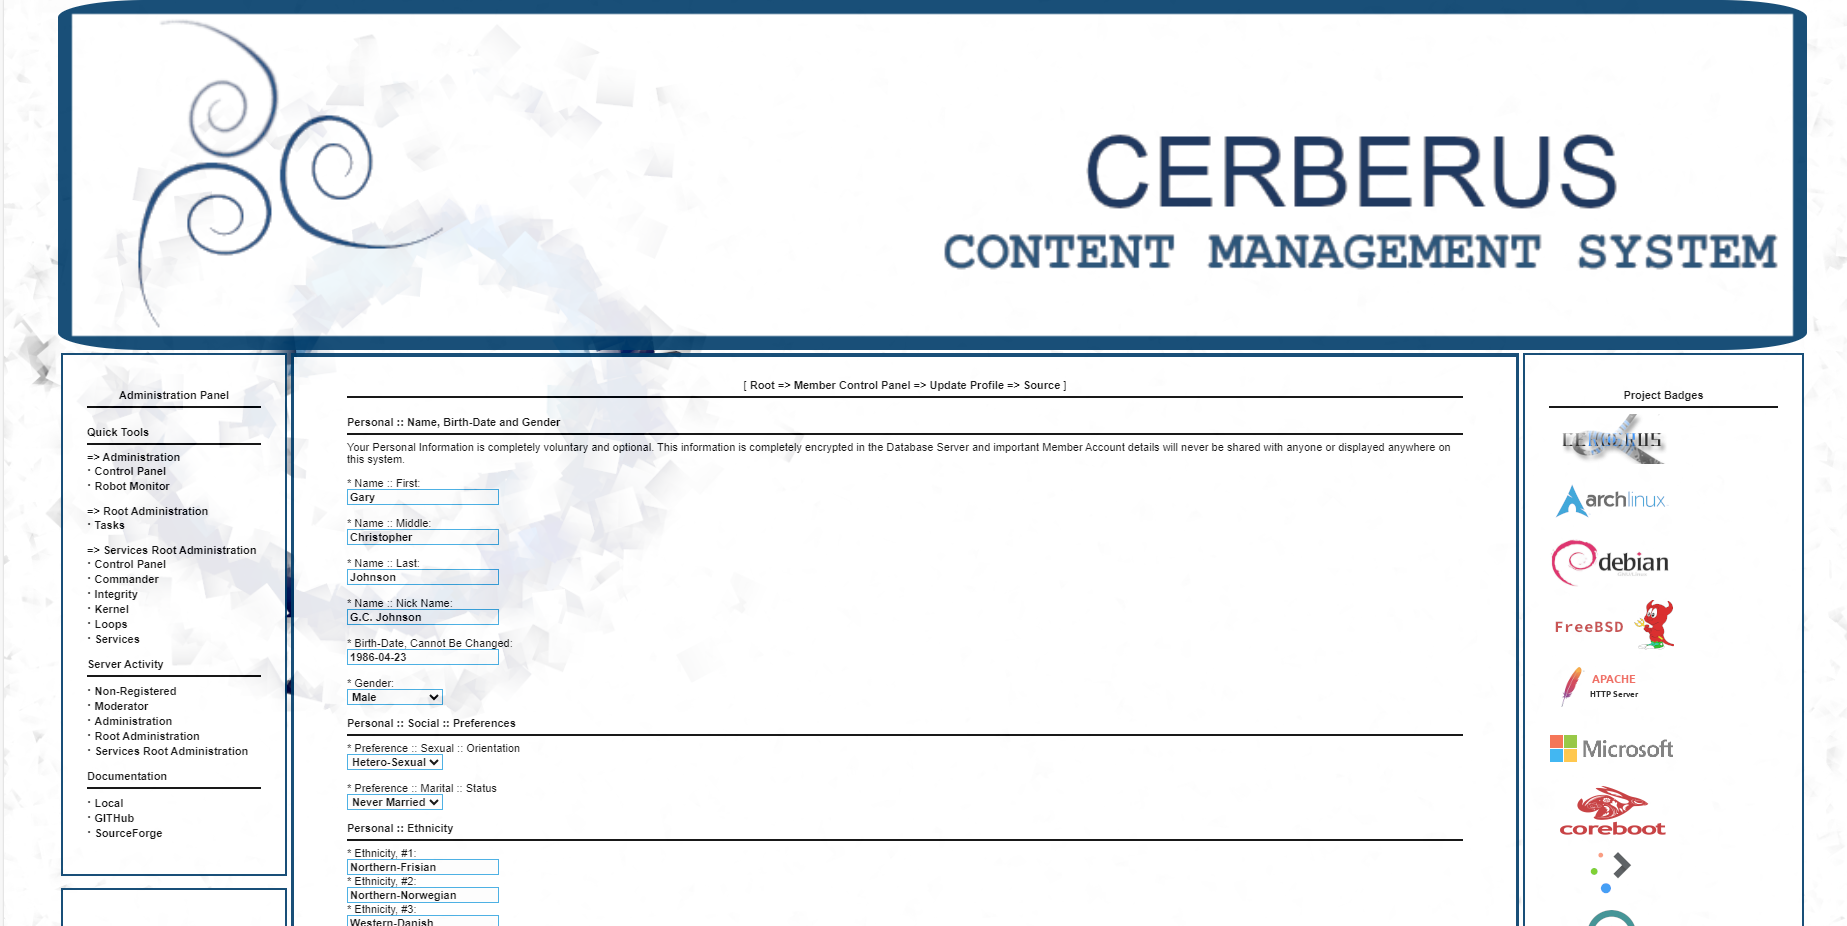 CERBERUS
CONTENT MANAGEMENT SYSTEM
Administration Panel
Quick Tools
=> Administration
· Control Panel
· Robot Monitor
=> Root Administration
· Tasks
=> Services Root Administration
· Control Panel
· Commander
· Integrity
· Kernel
· Loops
· Services
Server Activity
· Non-Registered
· Moderator
· Administration
· Root Administration
· Services Root Administration
Documentation
· Local
· GITHub
· SourceForge
[ Root => Member Control Panel => Update Profile => Source ]
Personal :: Name, Birth-Date and Gender
Your Personal Information is completely voluntary and optional. This information is completely encrypted in the Database Server and important Member Account details will never be shared with anyone or displayed anywhere on
this system.
* Name :: First:
Gary
* Name :: Middle:
Christopher
* Name :: Last:
Johnson
* Name :: Nick Name:
G.C. Johnson
* Birth-Date, Cannot Be Changed:
1986-04-23
* Gender:
Male
Personal :: Social :: Preferences
* Preference :: Sexual :: Orientation
Hetero-Sexual
* Preference :: Marital :: Status
Never Married
Personal :: Ethnicity
* Ethnicity, #1:
Northern-Frisian
* Ethnicity, #2:
Northern-Norwegian
* Ethnicity, #3:
Western-Danish
Project Badges
CERBERUS
archlinux
debian
FreeBSD
APACHE
HTTP Server
Microsoft
coreboot